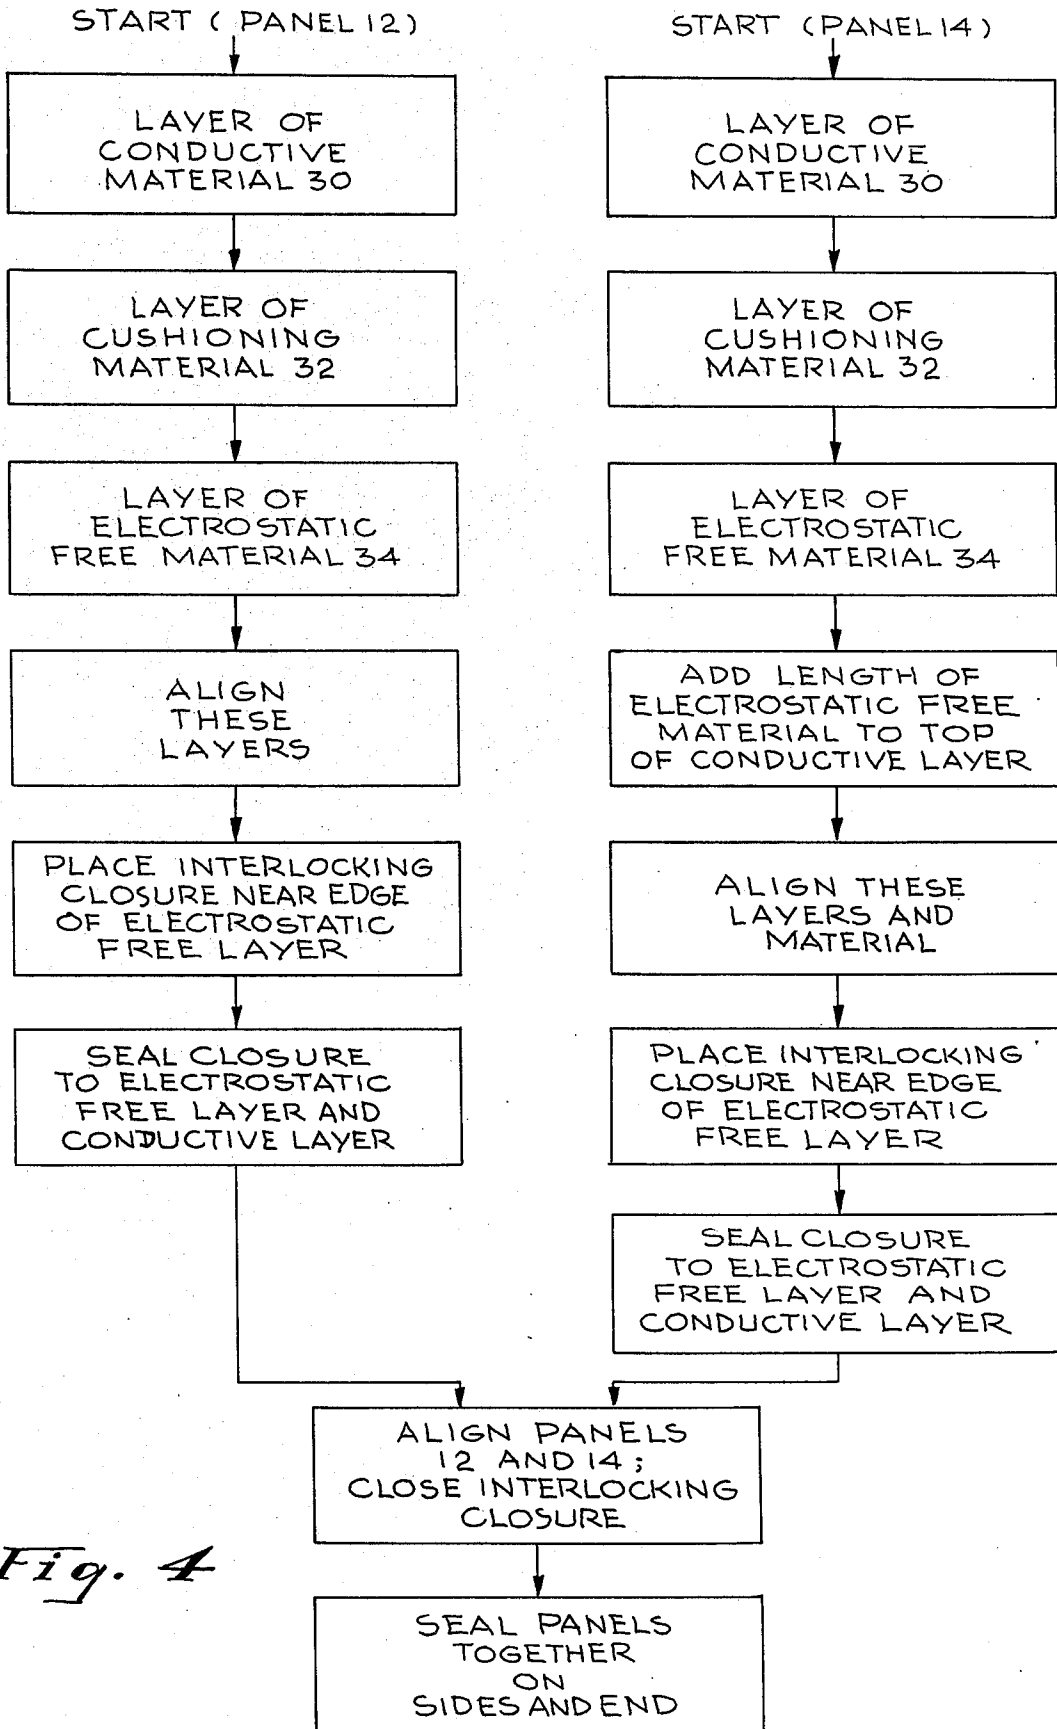 START (PANEL 12)
LAYER OF
CONDUCTIVE
MATERIAL 30
LAYER OF
CUSHIONING
MATERIAL 32
LAYER OF
ELECTROSTATIC
FREE MATERIAL 34
ALIGN
THESE
LAYERS
PLACE INTERLOCKING
CLOSURE NEAR EDGE
OF ELECTROSTATIC
FREE LAYER
SEAL CLOSURE
TO ELECTROSTATIC
FREE LAYER AND
CONDUCTIVE LAYER
START (PANEL 14)
LAYER OF
CONDUCTIVE
MATERIAL 30
LAYER OF
CUSHIONING
MATERIAL 32
LAYER OF
ELECTROSTATIC
FREE MATERIAL 34
ADD LENGTH OF
ELECTROSTATIC FREE
MATERIAL TO TOP
OF CONDUCTIVE LAYER
ALIGN THESE
LAYERS AND
MATERIAL
PLACE INTERLOCKING
CLOSURE NEAR EDGE
OF ELECTROSTATIC
FREE LAYER
SEAL CLOSURE
TO ELECTROSTATIC
FREE LAYER AND
CONDUCTIVE LAYER
ALIGN PANELS
12 AND 14;
CLOSE INTERLOCKING
CLOSURE
SEAL PANELS
TOGETHER
ON
SIDES AND END
Fig. 4